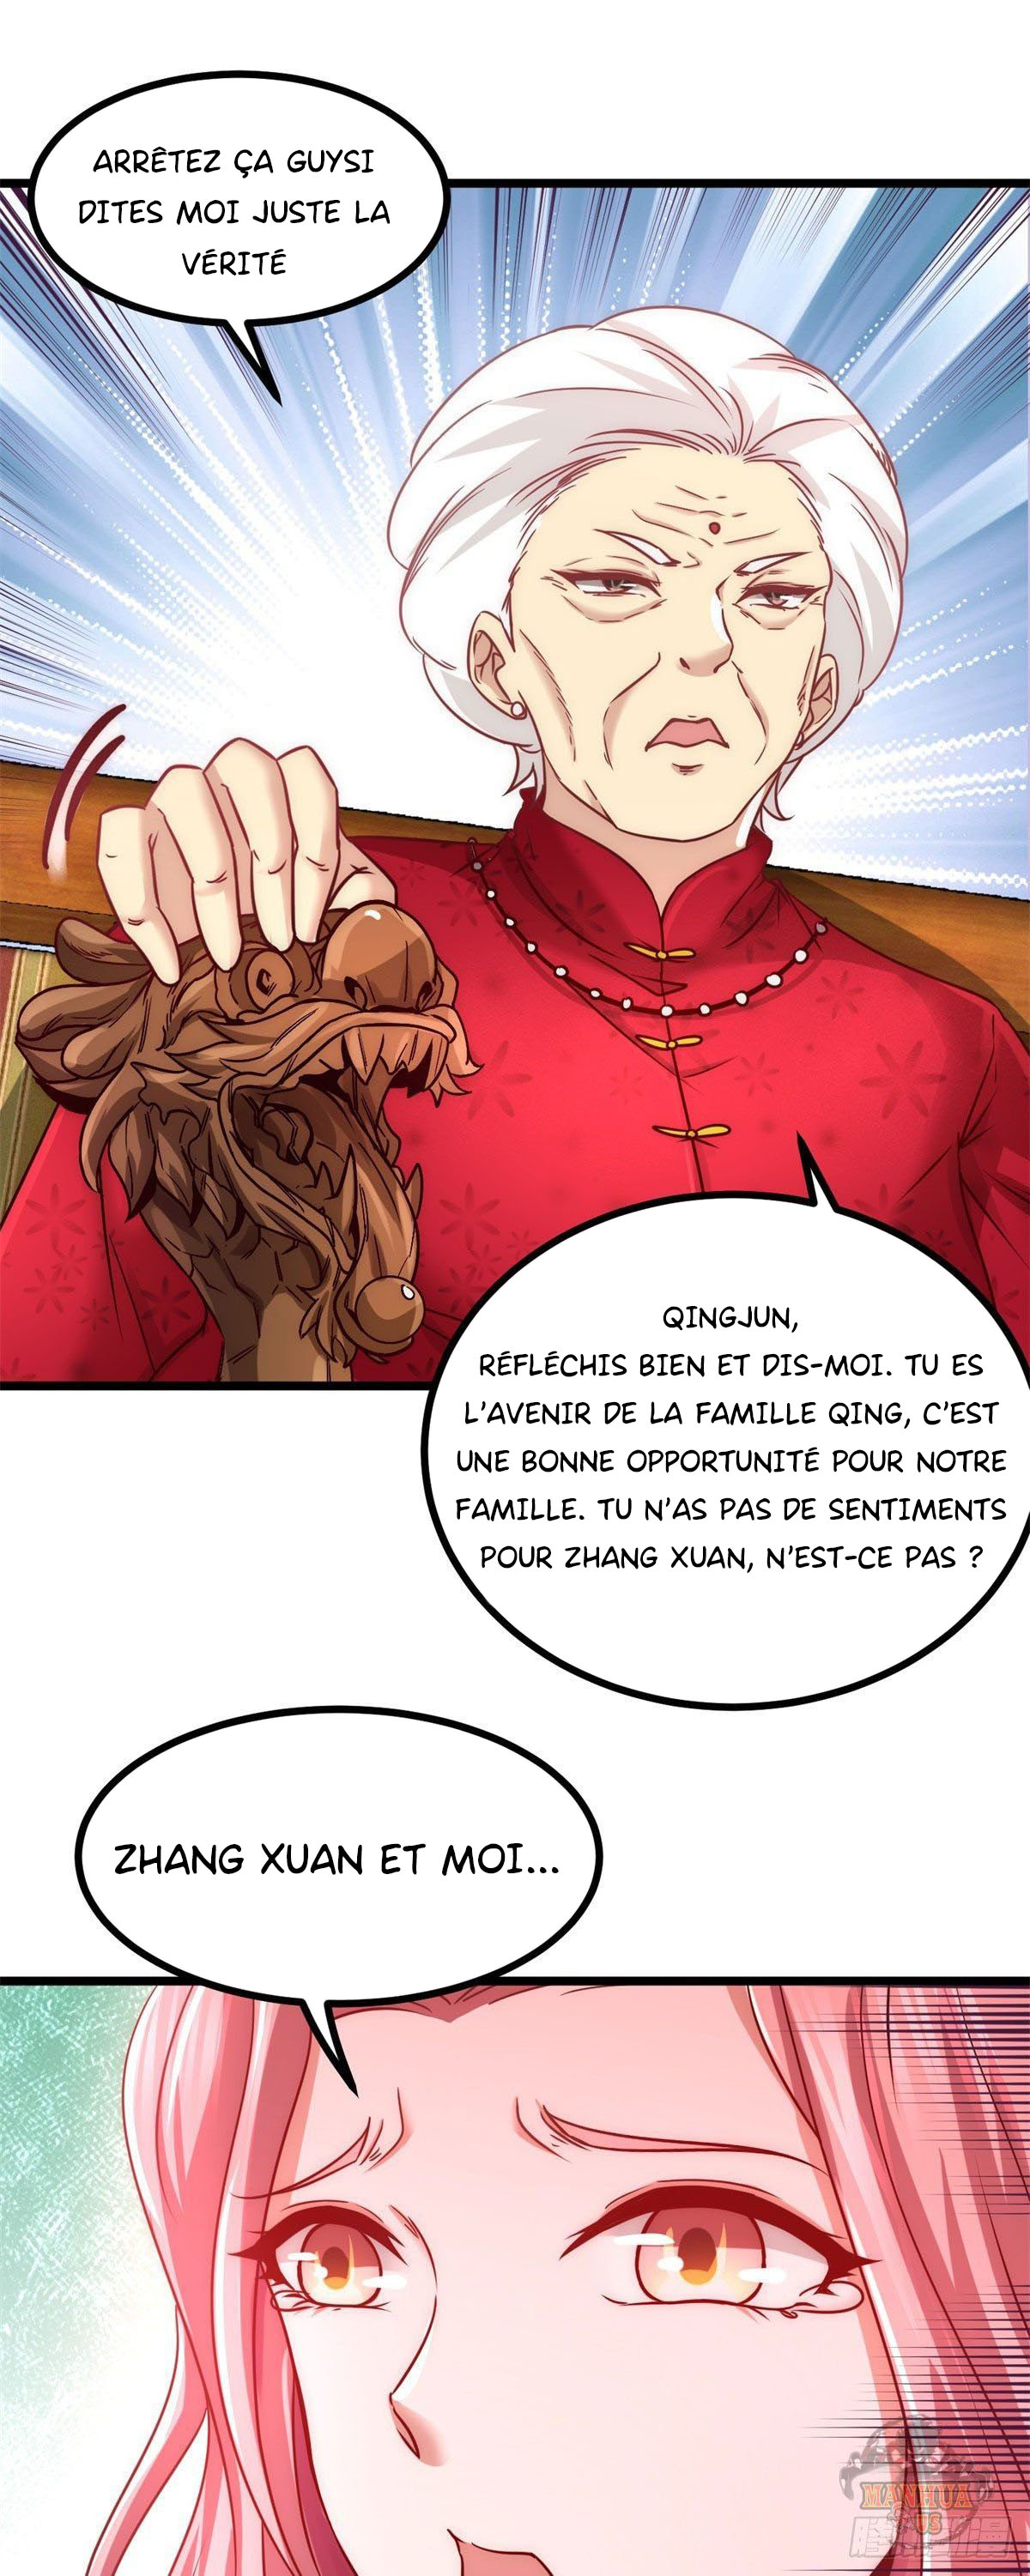 ARRÊTEZ ÇA GUYSI
DITES MOI JUSTE LA
VÉRITÉ
QINGJUN,
RÉFLÉCHIS BIEN ET DIS-MOI. TU ES
L'AVENIR DE LA FAMILLE QING, C'EST
UNE BONNE OPPORTUNITÉ POUR NOTRE
FAMILLE. TU N'AS PAS DE SENTIMENTS
POUR ZHANG XUAN, N'EST-CE PAS ?
ZHANG XUAN ET MOI...
MANHUA
US